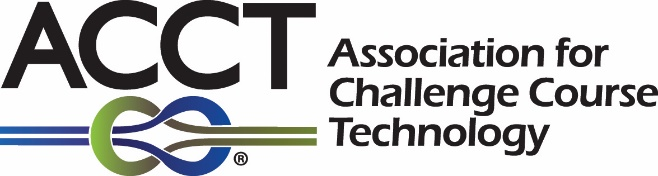 ACCT
®
Association for
Challenge Course
Technology